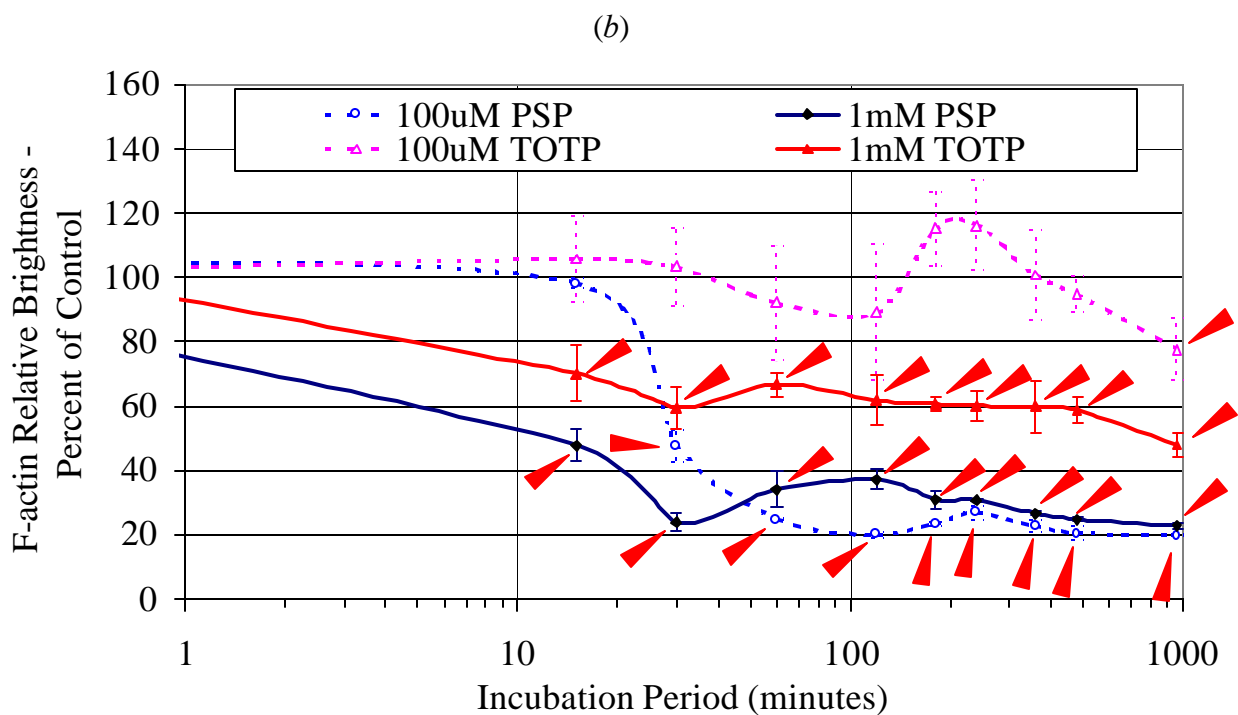 (b)
F-actin Relative Brightness -
Percent of Control
160
140
120
100
80
60
40
20
0
100uM PSP
1mM PSP
100uM TOTP
1mM TOTP
1
10
100
1000
Incubation Period (minutes)